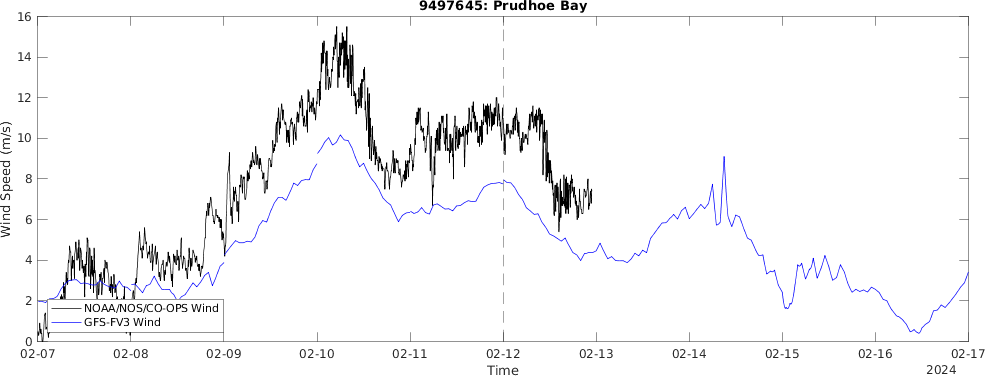 9497645: Prudhoe Bay
16
14
12
10
8
6
4
2
0
Wind Speed (m/s)
NOAA/NOS/CO-OPS Wind
GFS-FV3 Wind
02-07 02-08 02-09 02-10 02-11 02-12 02-13 02-14 02-15 02-16 02-17
Time
2024